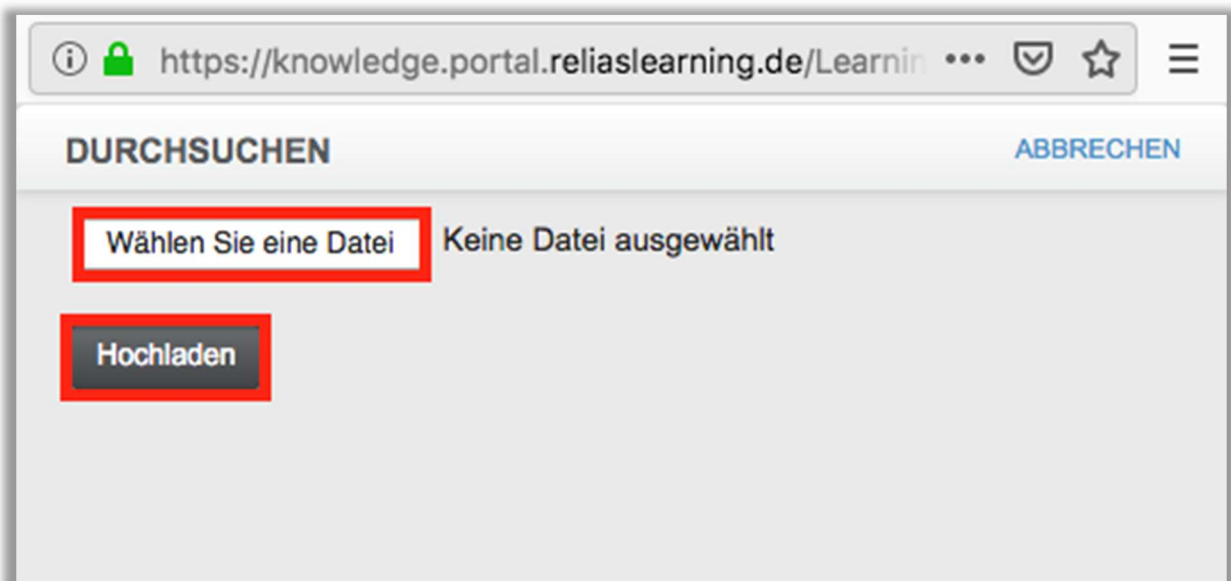 https://knowledge.portal.reliaslearning.de/Learnin
DURCHSUCHEN
ABBRECHEN
Wählen Sie eine Datei Keine Datei ausgewählt
Hochladen